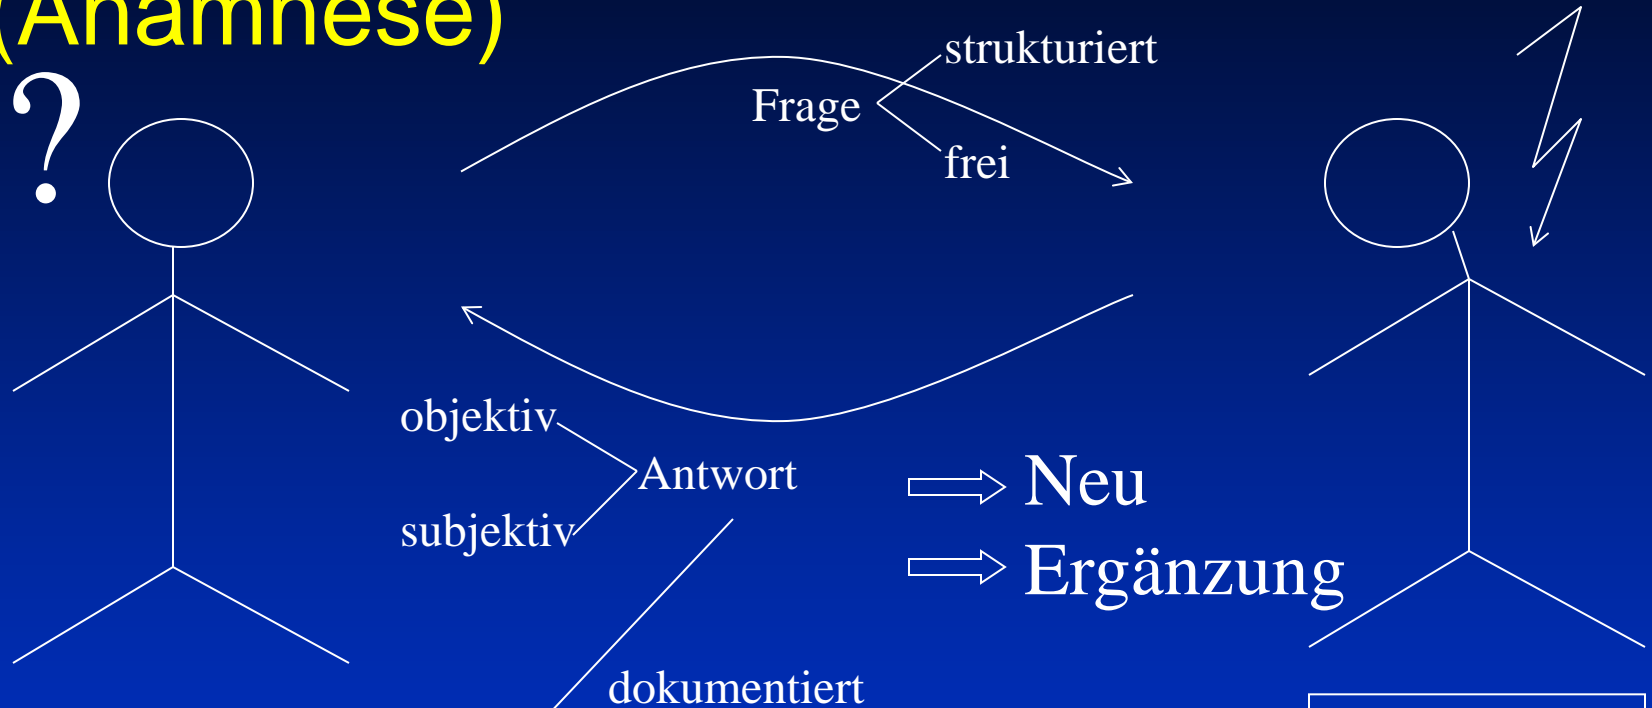 (Anamnese)
?
strukturiert
Frage
frei
objektiv
Antwort
subjektiv
Neu
Ergänzung
dokumentiert